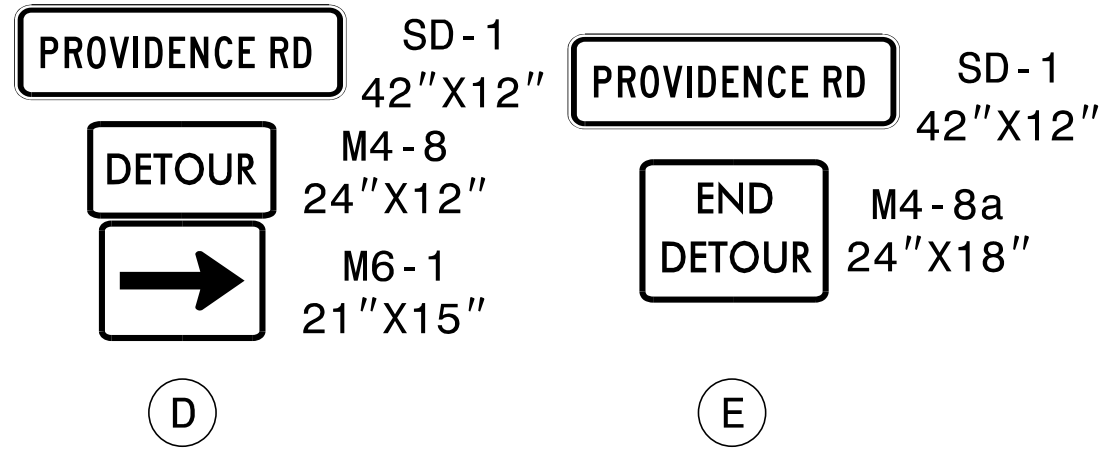 PROVIDENCE RD
SD-1
42"X12"
DETOUR
M4-8
24"X12"
M6-1
21"X15"
D
PROVIDENCE RD
SD-1
42"X12"
END
DETOUR
M4-8a
24"X18"
E